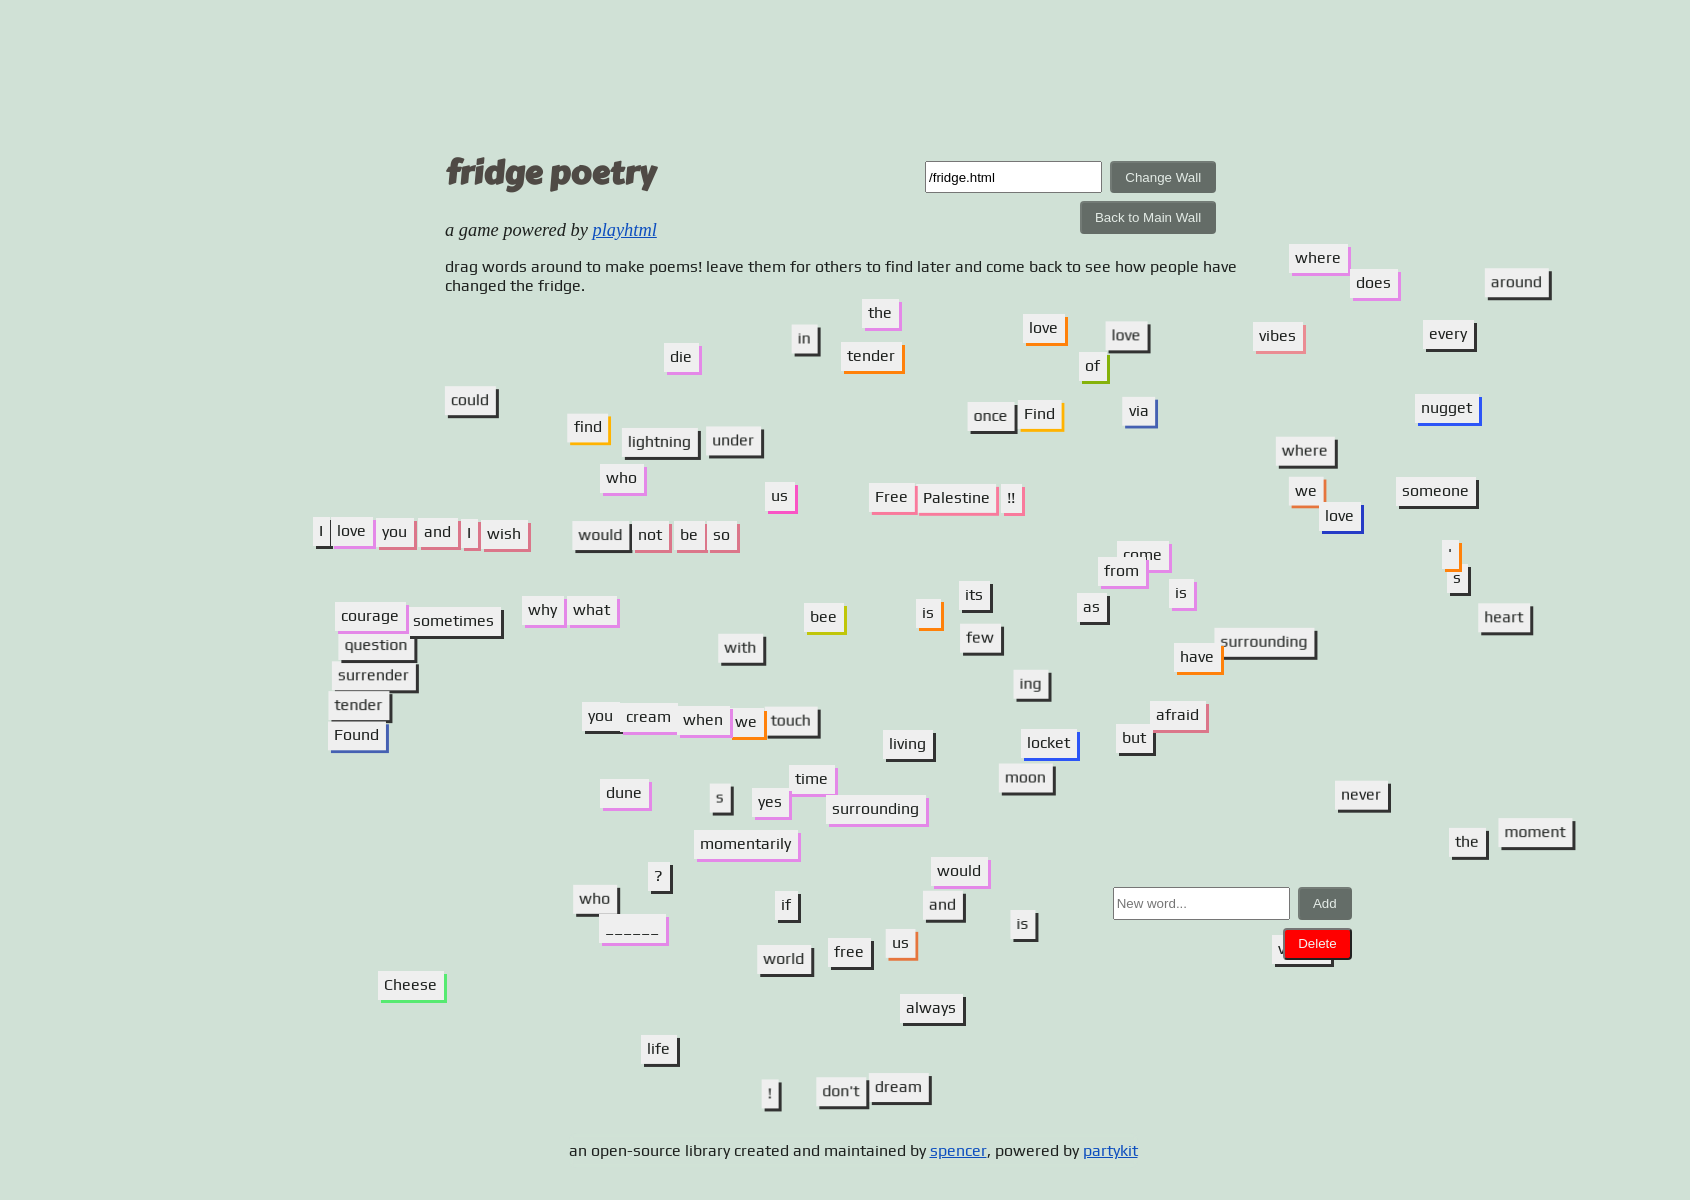 fridge poetry
/fridge.html
Change Wall
Back to Main Wall
a game powered by playhtml
drag words around to make poems! leave them for others to find later and come back to see how people have
changed the fridge.
where
does
around
the
in
love
love
vibes
every
die
tender
of
could
find
once Find
via
nugget
lightning
under
where
who
us
Free Palestine !!
we
someone
love
I love you and I wish
would not be so
come
from
'
s
its
is
as
courage
sometimes
why what
bee
is
heart
question
with
few
surrounding
have
surrender
ing
tender
you cream when we touch
afraid
Found
living
locket
but
time
moon
dune
s
yes
surrounding
never
momentarily
the
moment
?
would
who
if
and
New word...
Add
______
is
world
free
us
Delete
Cheese
always
life
!
don't dream
an open-source library created and maintained by spencer, powered by partykit